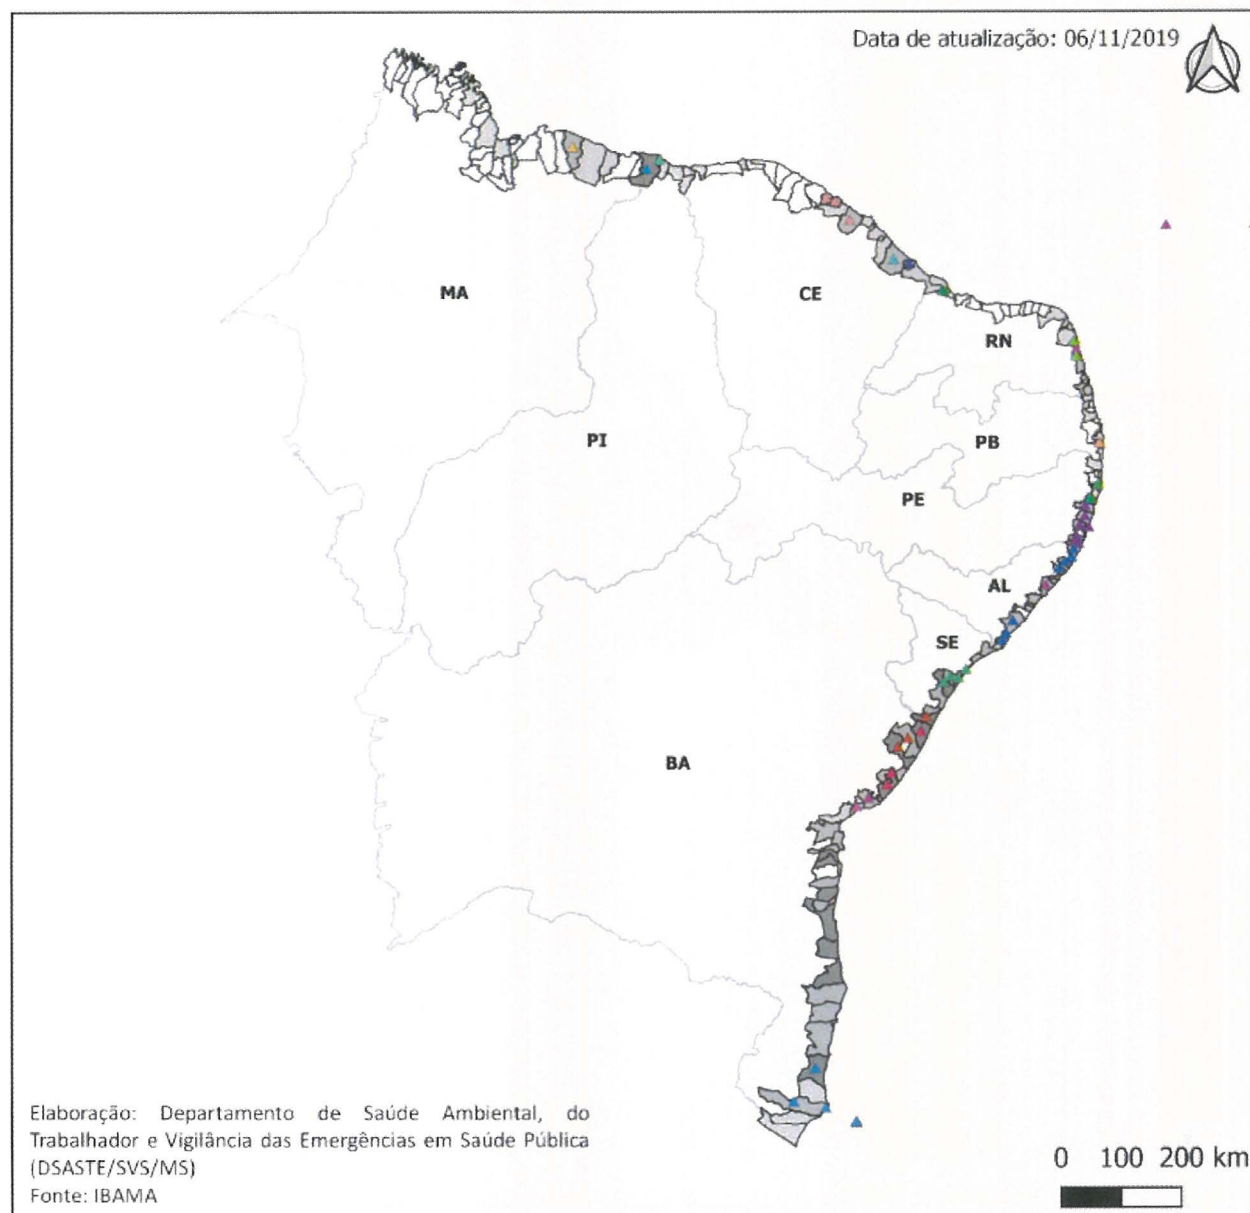 Data de atualização: 06/11/2019
MA
CE
RN
PI
PB
PE
AL
SE
BA
Elaboração: Departamento de Saúde Ambiental, do
Trabalhador e Vigilância das Emergências em Saúde Pública
(DSASTE/SVS/MS)
Fonte: IBAMA
0 100 200 km